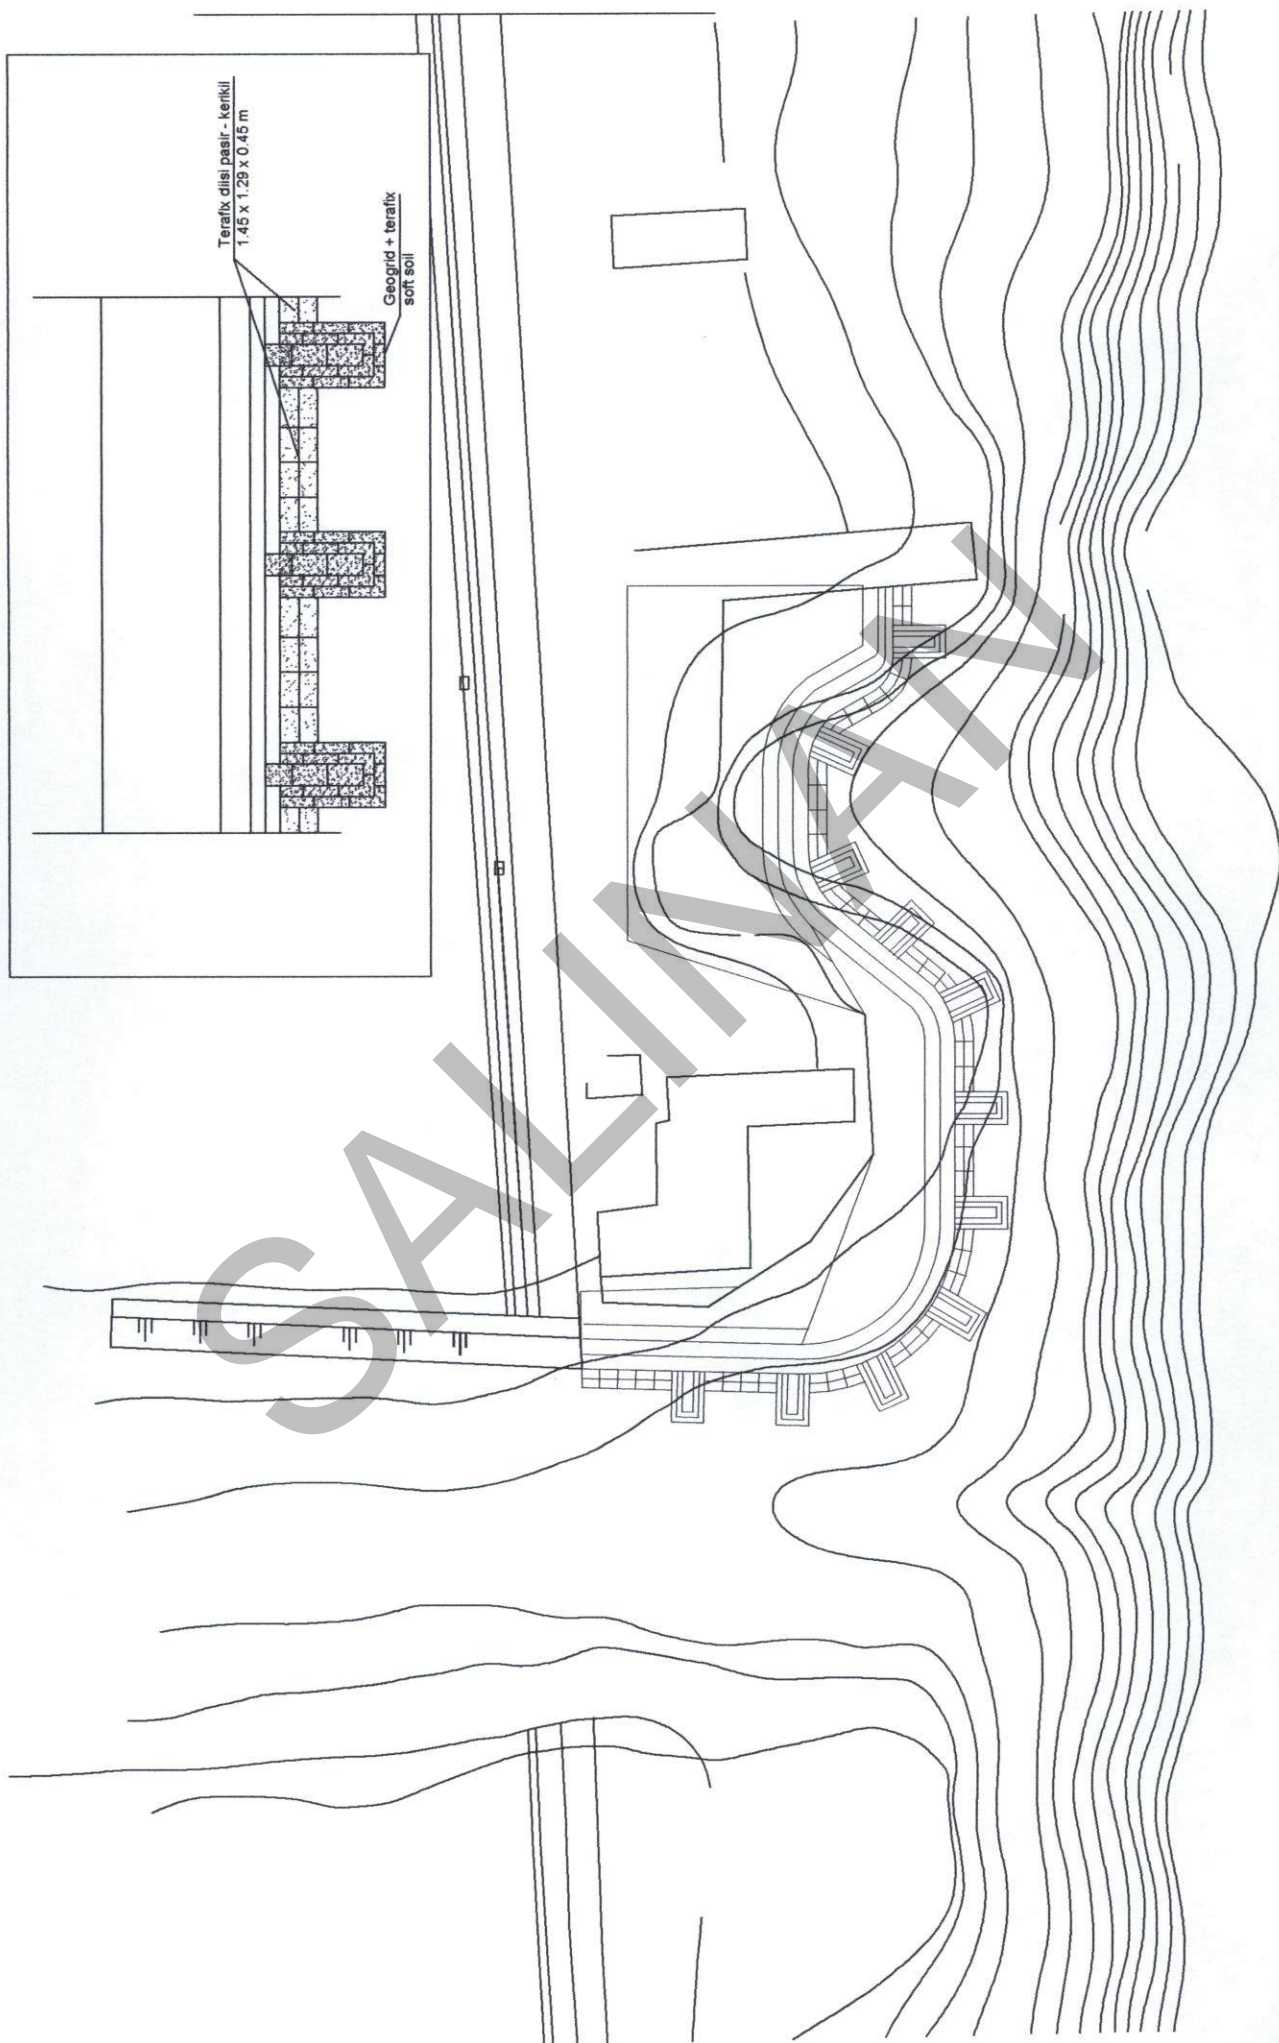 Terafix diisi pasir - kerikil
1.45 x 1.29 x 0.45 m
Geogrid + terafix
soft soil
SALINAN